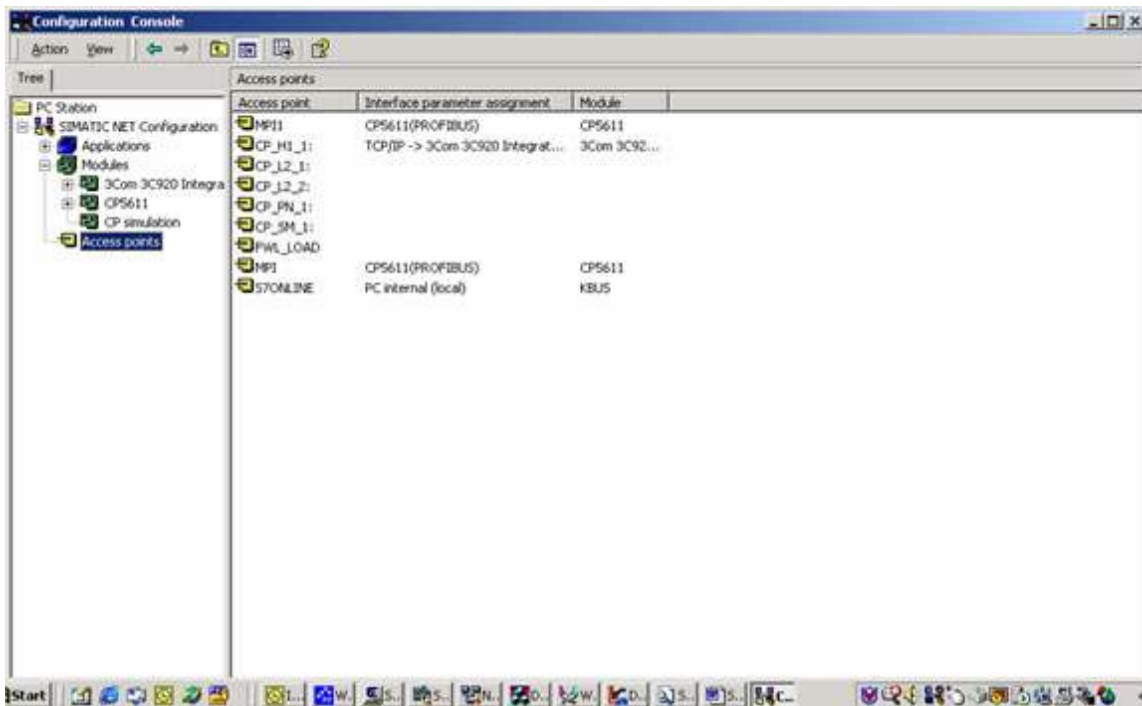 Configuration Console
Action View
Tree
Access points
PC Station
SIMATIC NET Configuration
Applications
Modules
3Com 3C920 Integra
CP5611
CP simulation
Access points
Access point Interface parameter assignment Module
MPI1 CP5611(PROFIBUS) CP5611
CP_H1_1: TCP/IP -> 3Com 3C920 Integrat... 3Com 3C92...
CP_L2_1:
CP_L2_2:
CP_PN_1:
CP_SM_1:
FWL_LOAD
MPI CP5611(PROFIBUS) CP5611
S7ONLINE PC internal (local) KBUS
Start I... W.. S.. S.. N.. D.. W.. D.. S.. S.. C...